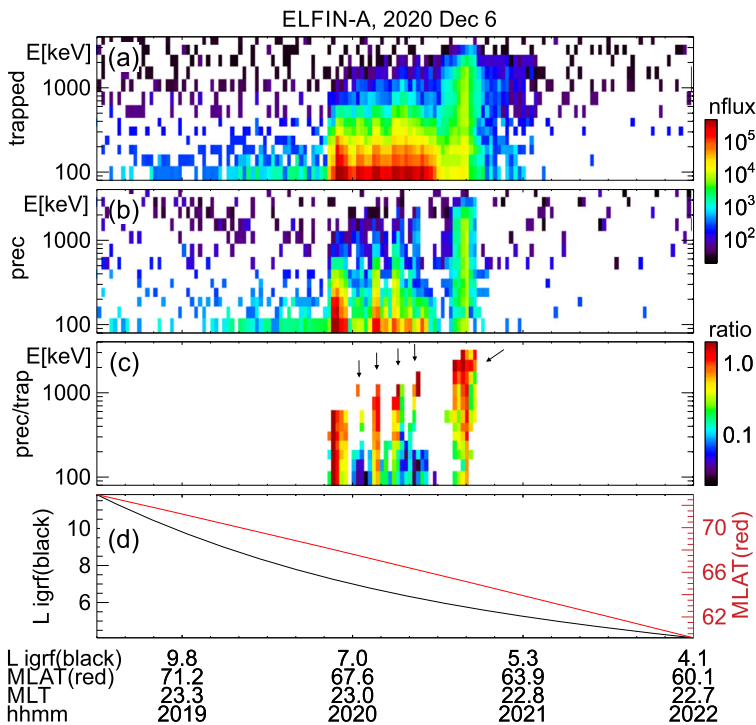 ELFIN-A, 2020 Dec 6
E[keV] (a)
1000
100
trapped
nflux
10^5
10^4
10^3
10^2
E[keV] (b)
1000
100
prec
E[keV] (c)
1000
100
prec/trap
ratio
1.0
0.1
(d)
10
8
6
L igrf(black)
70
66
62
MLAT(red)
L igrf(black) 9.8 7.0 5.3 4.1
MLAT(red) 71.2 67.6 63.9 60.1
MLT 23.3 23.0 22.8 22.7
hhmm 2019 2020 2021 2022